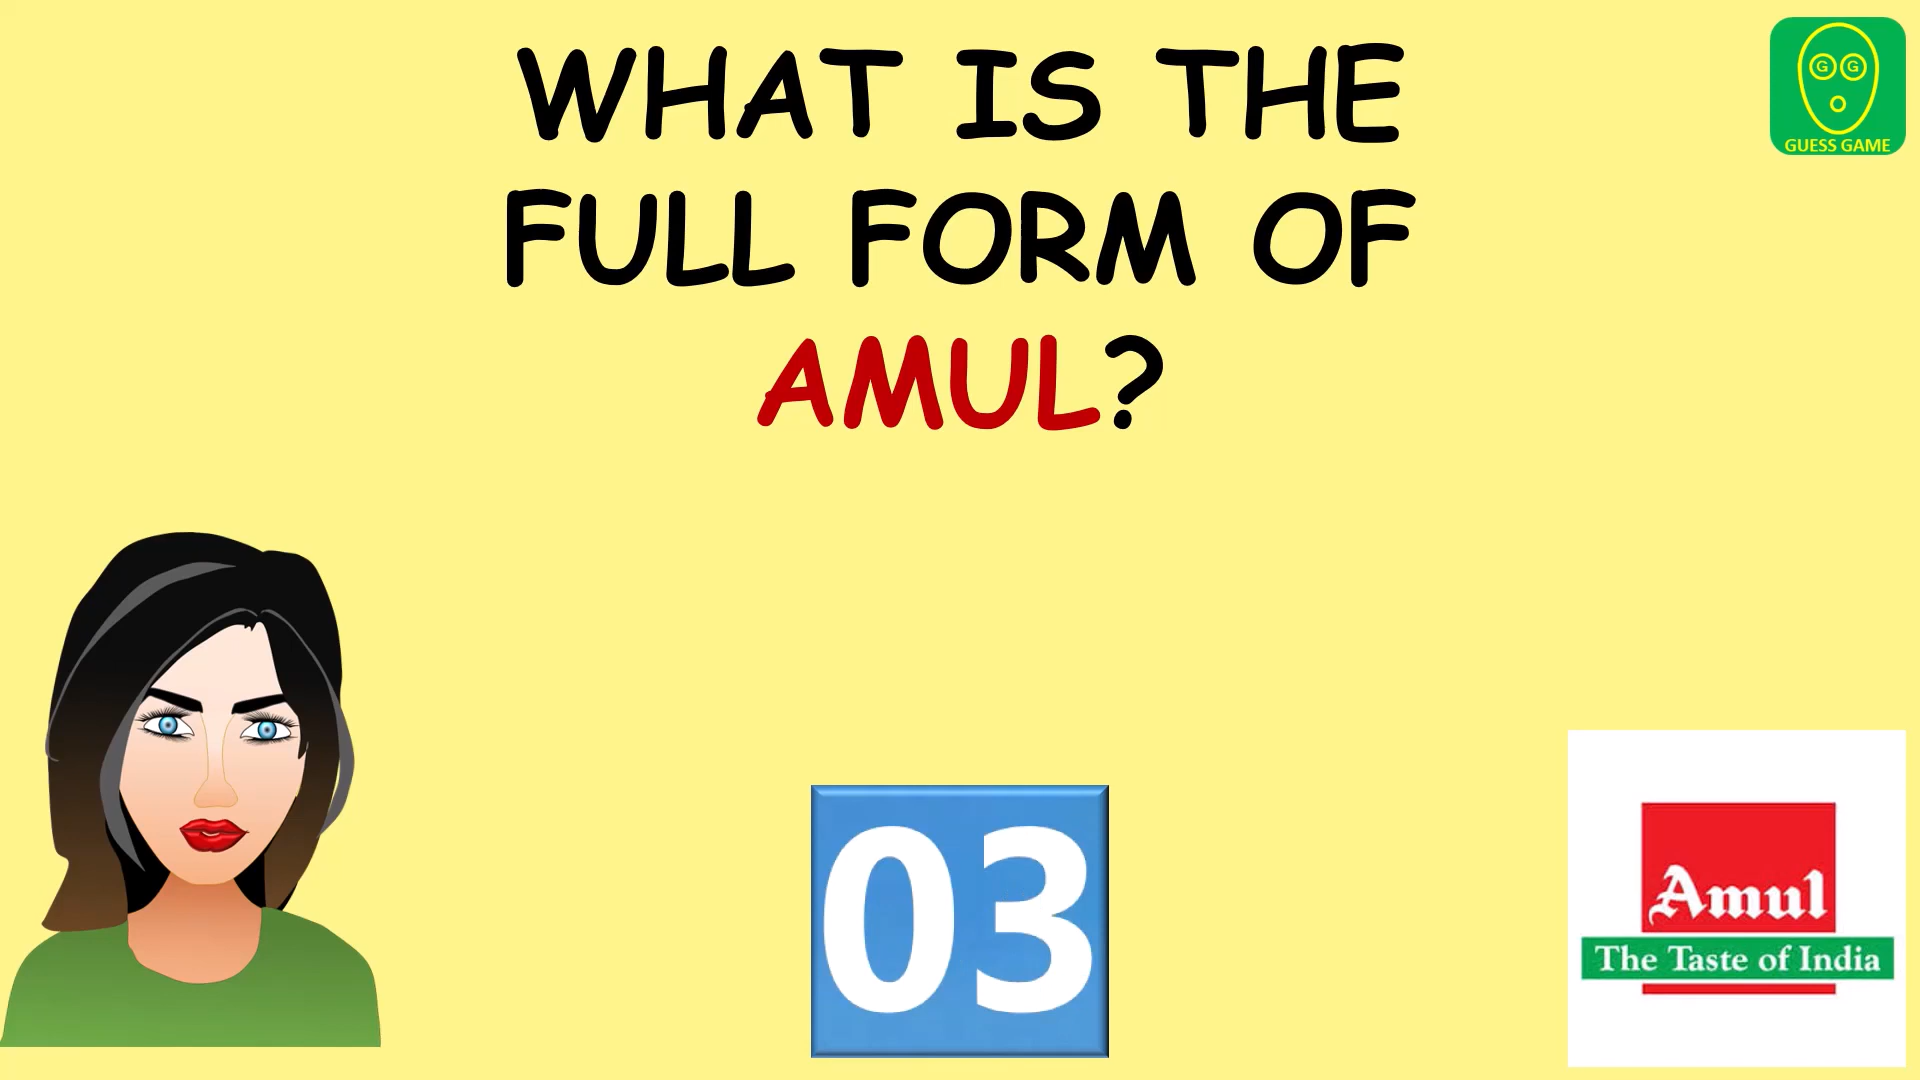 WHAT IS THE
FULL FORM OF
AMUL?
G G
GUESS GAME
03
Amul
The Taste of India